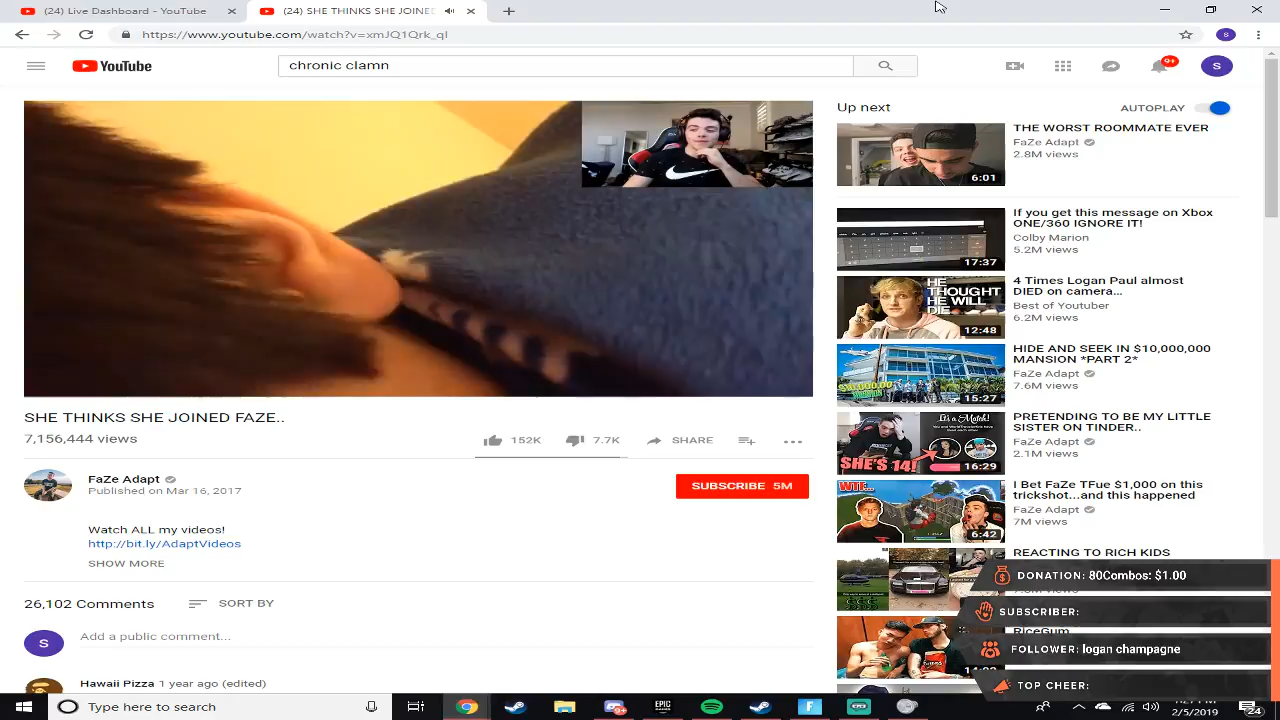 (24) Live Dashboard - YouTube
(24) SHE THINKS SHE JOINED
https://www.youtube.com/watch?v=xmJQ1Qrk_qI
S
YouTube
chronic clamn
9+
S
Up next
AUTOPLAY
THE WORST ROOMMATE EVER
FaZe Adapt
2.8M views
6:01
If you get this message on Xbox
ONE/360 IGNORE IT!
Colby Marion
5.2M views
17:37
HE
THOUGHT
HE WILL
DIE
12:48
4 Times Logan Paul almost
DIED on camera...
Best of Youtuber
6.2M views
HIDE AND SEEK IN $10,000,000
MANSION *PART 2*
FaZe Adapt
7.6M views
15:27
SHE THINKS SHE JOINED FAZE...
7,156,444 views
152K
7.7K
SHARE
It's a Match!
SHE'S 14!
16:29
PRETENDING TO BE MY LITTLE
SISTER ON TINDER..
FaZe Adapt
2.1M views
FaZe Adapt
Published on Mar 16, 2017
SUBSCRIBE 5M
WTF
6:42
I Bet FaZe TFue $1,000 on this
trickshot...and this happened
FaZe Adapt
7M views
Watch ALL my videos!
http://bit.ly/AdaptVideos
SHOW MORE
REACTING TO RICH KIDS
DONATION: 80Combos: $1.00
26,102 Comments
SORT BY
SUBSCRIBER:
RiceGum
S
Add a public comment...
FOLLOWER: logan champagne
Hawaii Pizza 1 year ago (edited)
TOP CHEER:
Type here to search
EPIC
GAMES
2/5/2019
24